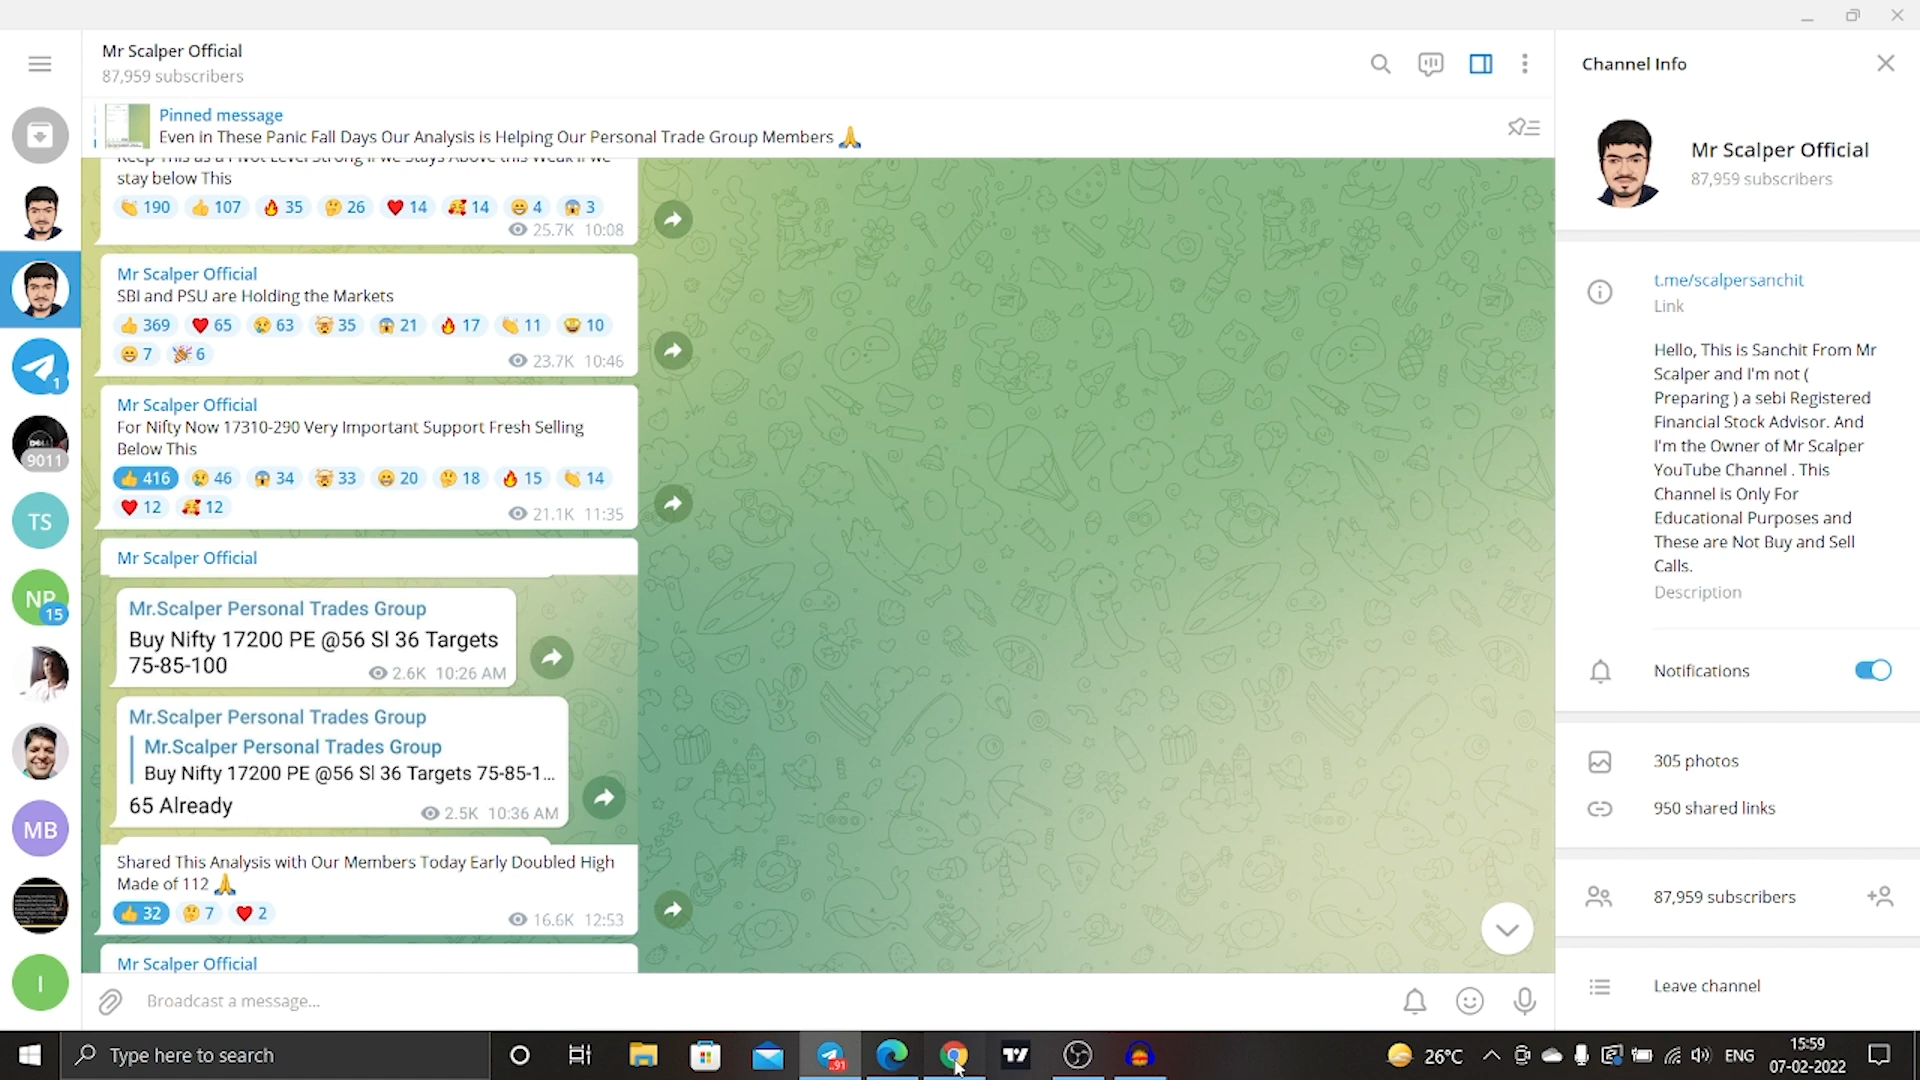 Mr Scalper Official
87,959 subscribers
Pinned message
Even in These Panic Fall Days Our Analysis is Helping Our Personal Trade Group Members 🙏
Keep This as a Pivot Level Strong if we Stays Above this Weak if we
stay below This
👏 190 👍 107 🔥 35 🤔 26 ❤ 14 🥰 14 😁 4 😱 3
25.7K 10:08
Mr Scalper Official
SBI and PSU are Holding the Markets
👍 369 ❤ 65 😢 63 🤯 35 😱 21 🔥 17 👏 11 🤩 10
😁 7 🎉 6
23.7K 10:46
Mr Scalper Official
For Nifty Now 17310-290 Very Important Support Fresh Selling
Below This
👍 416 😢 46 😱 34 🤯 33 😁 20 🤔 18 🔥 15 👏 14
❤ 12 🥰 12
21.1K 11:35
Mr Scalper Official
Mr.Scalper Personal Trades Group
Buy Nifty 17200 PE @56 Sl 36 Targets
75-85-100
2.6K 10:26 AM
Mr.Scalper Personal Trades Group
Mr.Scalper Personal Trades Group
Buy Nifty 17200 PE @56 Sl 36 Targets 75-85-1...
65 Already
2.5K 10:36 AM
Shared This Analysis with Our Members Today Early Doubled High
Made of 112 🙏
👍 32 🤔 7 ❤ 2
16.6K 12:53
Mr Scalper Official
Broadcast a message...
1
DELL
9011
TS
NP
15
MB
I
Channel Info
Mr Scalper Official
87,959 subscribers
t.me/scalpersanchit
Link
Hello, This is Sanchit From Mr
Scalper and I'm not (
Preparing ) a sebi Registered
Financial Stock Advisor. And
I'm the Owner of Mr Scalper
YouTube Channel . This
Channel is Only For
Educational Purposes and
These are Not Buy and Sell
Calls.
Description
Notifications
305 photos
950 shared links
87,959 subscribers
Leave channel
Type here to search
91
26°C
ENG
15:59
07-02-2022